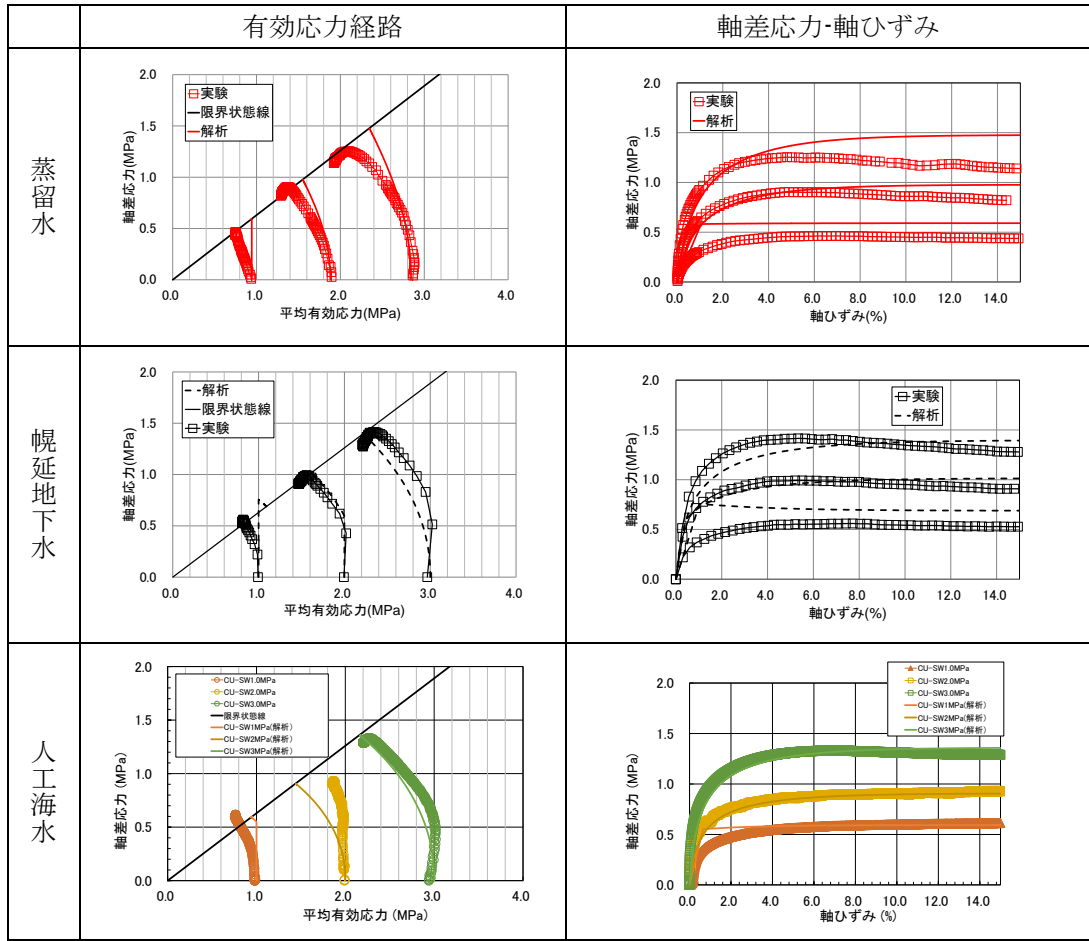 有効応力経路
軸差応力-軸ひずみ
蒸留水
2.0
1.5
1.0
0.5
0.0
0.0
1.0
2.0
3.0
4.0
軸差応力(MPa)
平均有効応力(MPa)
実験
限界状態線
解析
2.0
1.5
1.0
0.5
0.0
0.0
2.0
4.0
6.0
8.0
10.0
12.0
14.0
軸差応力(MPa)
軸ひずみ(%)
実験
解析
幌延地下水
2.0
1.5
1.0
0.5
0.0
0.0
1.0
2.0
3.0
4.0
軸差応力(MPa)
平均有効応力(MPa)
解析
限界状態線
実験
2.0
1.5
1.0
0.5
0.0
0.0
2.0
4.0
6.0
8.0
10.0
12.0
14.0
軸差応力(MPa)
軸ひずみ(%)
実験
解析
人工海水
2.0
1.5
1.0
0.5
0.0
0.0
1.0
2.0
3.0
4.0
軸差応力 (MPa)
平均有効応力 (MPa)
CU-SW1.0MPa
CU-SW2.0MPa
CU-SW3.0MPa
限界状態線
CU-SW1MPa(解析)
CU-SW2MPa(解析)
CU-SW3MPa(解析)
2.0
1.5
1.0
0.5
0.0
0.0
2.0
4.0
6.0
8.0
10.0
12.0
14.0
軸差応力 (MPa)
軸ひずみ (%)
CU-SW1.0MPa
CU-SW2.0MPa
CU-SW3.0MPa
CU-SW1MPa(解析)
CU-SW2MPa(解析)
CU-SW3MPa(解析)